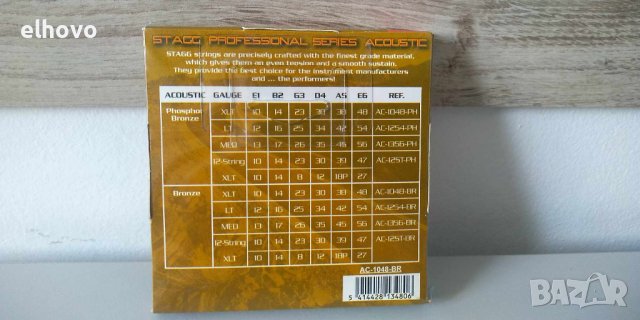 elhovo
STAGG PROFESSIONAL SERIES ACOUSTIC
STAGG strings are precisely crafted with the finest grade material,
which gives them an even tension and a smooth sustain.
They provide the best choice for the instrument manufacturers
and ... the performers!
ACOUSTIC GAUGE E1 B2 G3 D4 A5 E6 REF.
Phosphor Bronze XLT 10 14 23 30 38 48 AC-1048-PH
LT 12 16 25 34 42 54 AC-1254-PH
MED 13 17 26 35 45 56 AC-1356-PH
12-String 10 14 23 30 39 47 AC-12ST-PH
XLT 10 14 8 12 18P 27
Bronze XLT 10 14 23 30 38 48 AC-1048-BR
LT 12 16 25 34 42 54 AC-1254-BR
MED 13 17 26 35 45 56 AC-1356-BR
12-String 10 14 23 30 39 47 AC-12ST-BR
XLT 10 14 8 12 18P 27
AC-1048-BR
5 414428 134806
BAZAR